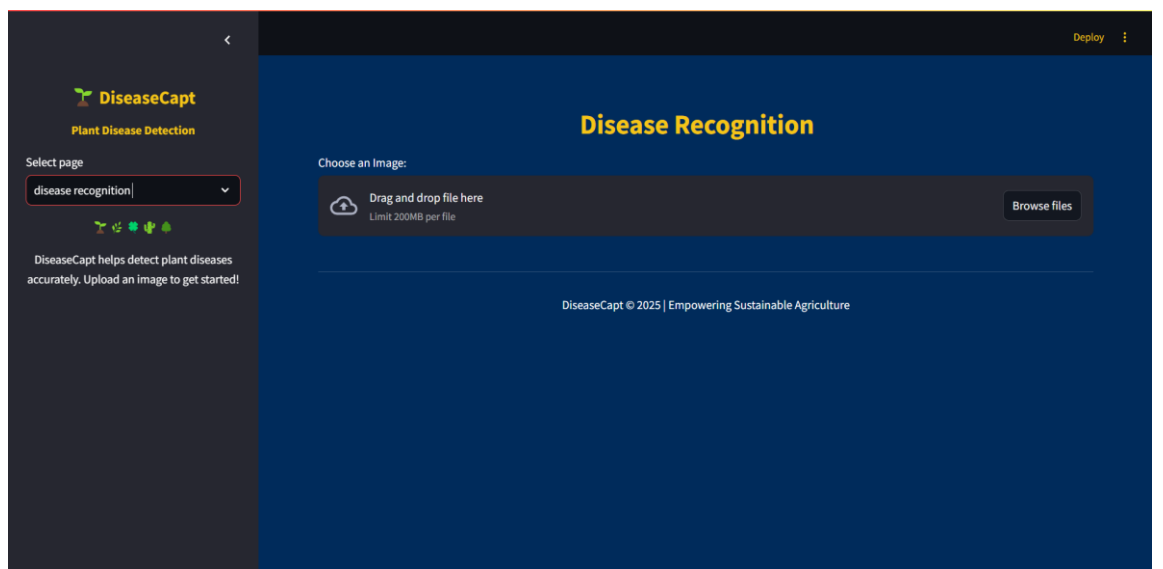 DiseaseCapt
Plant Disease Detection
Select page
disease recognition
DiseaseCapt helps detect plant diseases
accurately. Upload an image to get started!
Deploy
Disease Recognition
Choose an Image:
Drag and drop file here
Limit 200MB per file
Browse files
DiseaseCapt © 2025 | Empowering Sustainable Agriculture